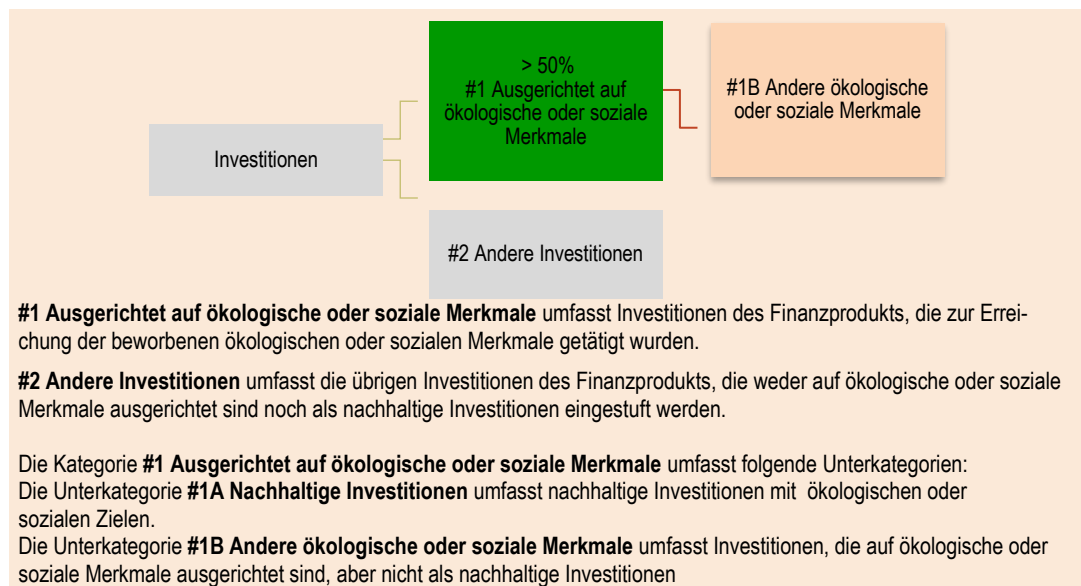 > 50%
#1 Ausgerichtet auf
ökologische oder soziale
Merkmale
#1B Andere ökologische
oder soziale Merkmale
Investitionen
#2 Andere Investitionen
#1 Ausgerichtet auf ökologische oder soziale Merkmale umfasst Investitionen des Finanzprodukts, die zur Errei-
chung der beworbenen ökologischen oder sozialen Merkmale getätigt wurden.
#2 Andere Investitionen umfasst die übrigen Investitionen des Finanzprodukts, die weder auf ökologische oder soziale
Merkmale ausgerichtet sind noch als nachhaltige Investitionen eingestuft werden.
Die Kategorie #1 Ausgerichtet auf ökologische oder soziale Merkmale umfasst folgende Unterkategorien:
Die Unterkategorie #1A Nachhaltige Investitionen umfasst nachhaltige Investitionen mit ökologischen oder
sozialen Zielen.
Die Unterkategorie #1B Andere ökologische oder soziale Merkmale umfasst Investitionen, die auf ökologische oder
soziale Merkmale ausgerichtet sind, aber nicht als nachhaltige Investitionen